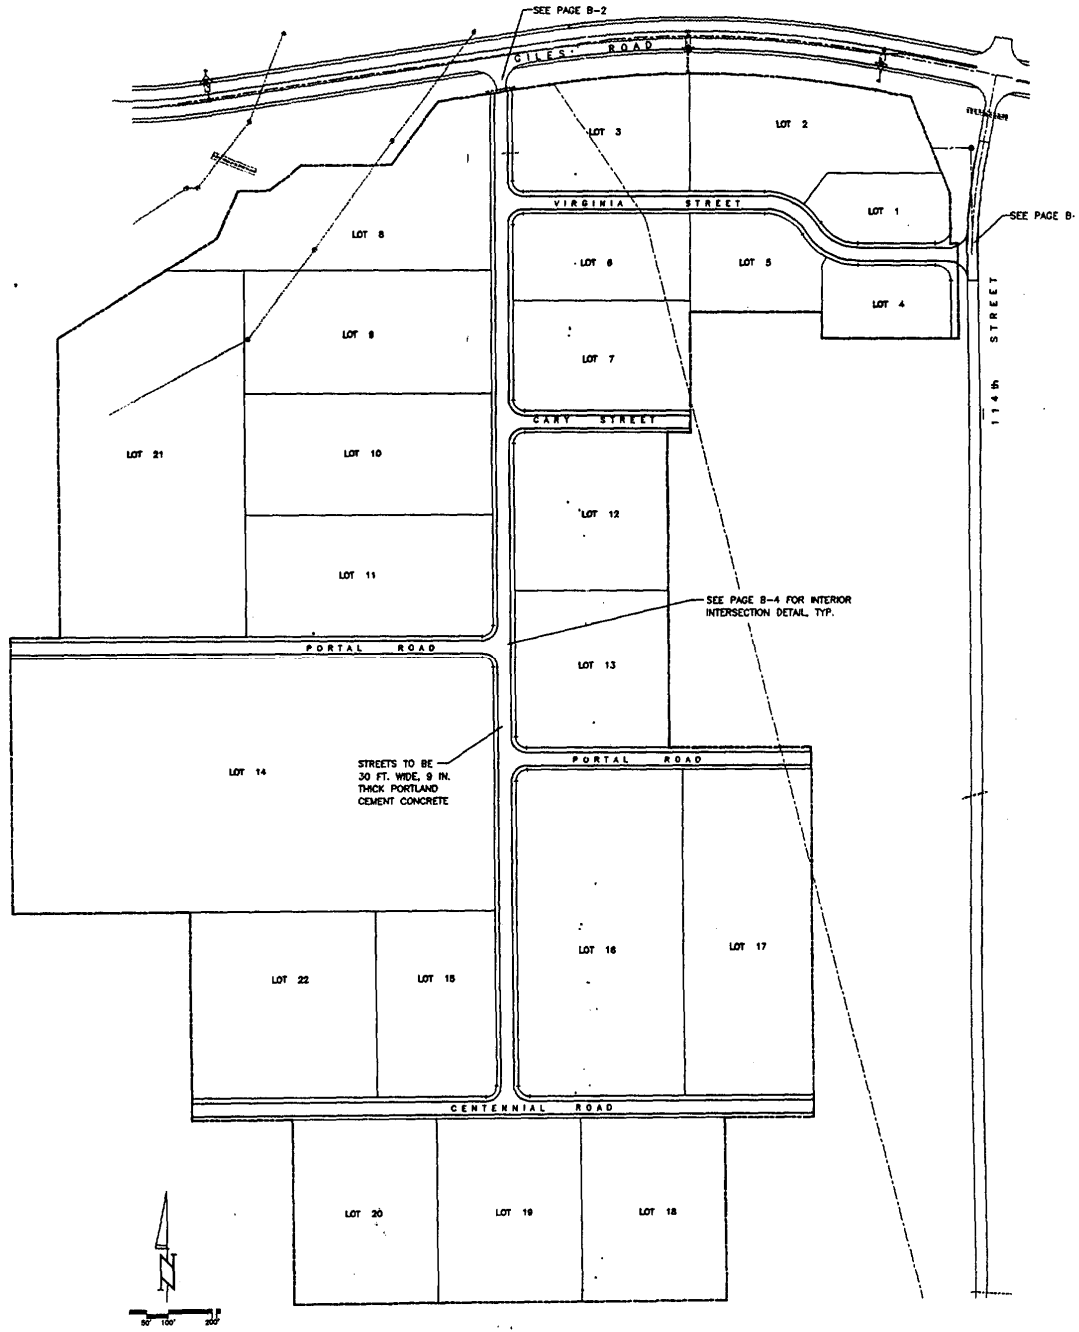 SEE PAGE B-2
GILES ROAD
LOT 3
LOT 2
VIRGINIA STREET
LOT 1
SEE PAGE B-
LOT 8
LOT 6
LOT 5
LOT 4
114th STREET
LOT 9
LOT 7
CARY STREET
LOT 21
LOT 10
LOT 12
LOT 11
SEE PAGE B-4 FOR INTERIOR
INTERSECTION DETAIL, TYP.
PORTAL ROAD
LOT 13
STREETS TO BE
30 FT. WIDE, 9 IN.
THICK PORTLAND
CEMENT CONCRETE
PORTAL ROAD
LOT 14
LOT 22
LOT 15
LOT 16
LOT 17
CENTENNIAL ROAD
LOT 20
LOT 19
LOT 18
N
50' 100' 200'